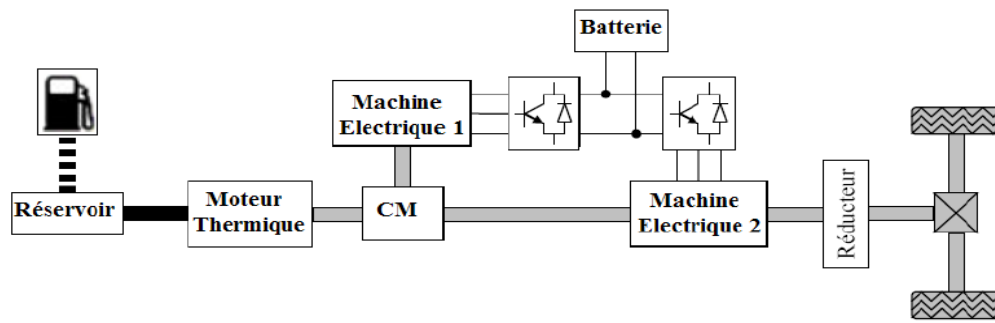 Batterie
Machine
Electrique 1
Réservoir
Moteur
Thermique
CM
Machine
Electrique 2
Réducteur